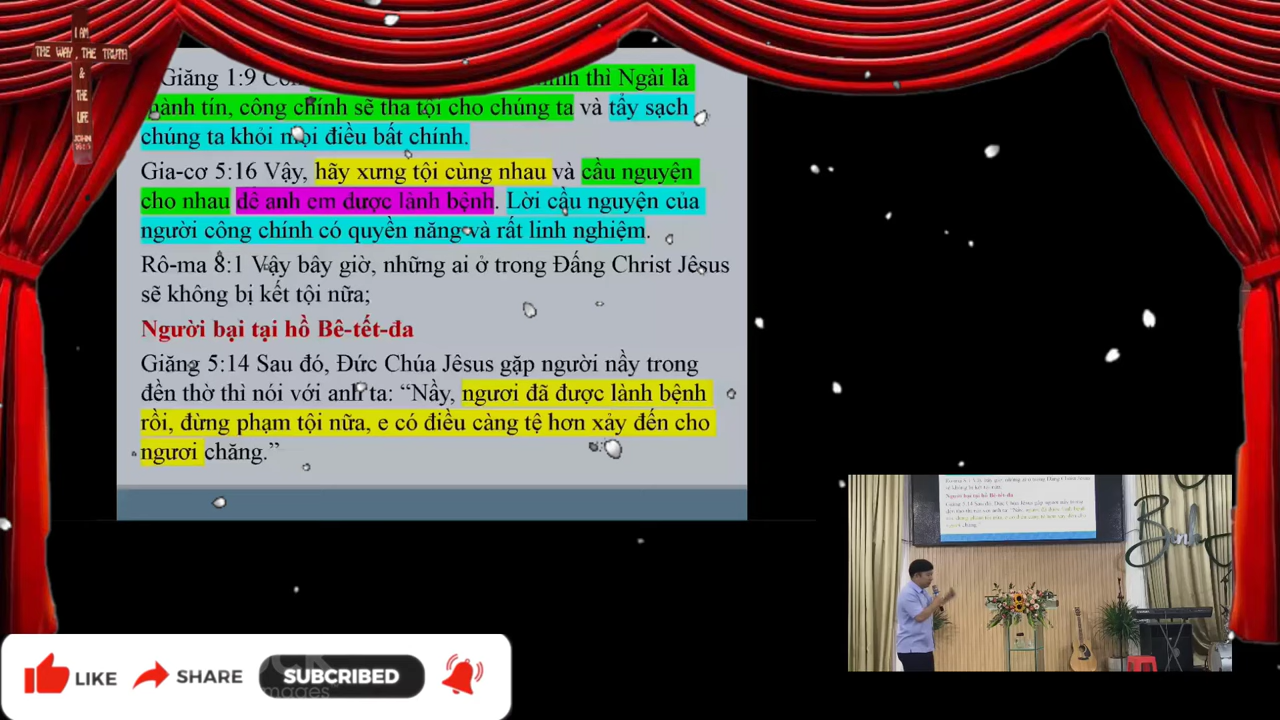 I AM
THE WAY, THE TRUTH
&
THE
LIFE
JOHN
Giăng 1:9 thì Ngài là
thành tín, công chính sẽ tha tội cho chúng ta và tẩy sạch
chúng ta khỏi mọi điều bất chính.
Gia-cơ 5:16 Vậy, hãy xưng tội cùng nhau và cầu nguyện
cho nhau để anh em được lành bệnh. Lời cầu nguyện của
người công chính có quyền năng và rất linh nghiệm.
Rô-ma 8:1 Vậy bây giờ, những ai ở trong Đấng Christ Jêsus
sẽ không bị kết tội nữa;
Người bại tại hồ Bê-tết-đa
Giăng 5:14 Sau đó, Đức Chúa Jêsus gặp người nầy trong
đền thờ thì nói với anh ta: “Nầy, ngươi đã được lành bệnh
rồi, đừng phạm tội nữa, e có điều càng tệ hơn xảy đến cho
ngươi chăng.”
LIKE SHARE SUBCRIBED